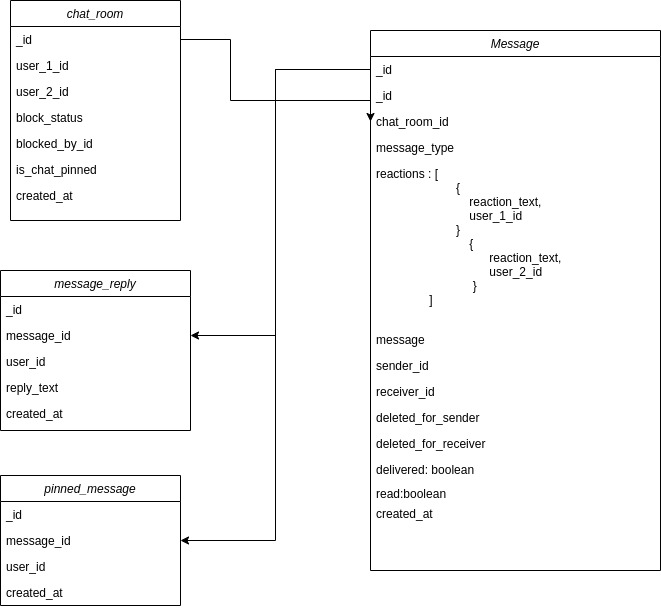 chat_room
_id
user_1_id
user_2_id
block_status
blocked_by_id
is_chat_pinned
created_at
message_reply
_id
message_id
user_id
reply_text
created_at
pinned_message
_id
message_id
user_id
created_at
Message
_id
_id
chat_room_id
message_type
reactions : [
{
reaction_text,
user_1_id
}
{
reaction_text,
user_2_id
}
]
message
sender_id
receiver_id
deleted_for_sender
deleted_for_receiver
delivered: boolean
read:boolean
created_at